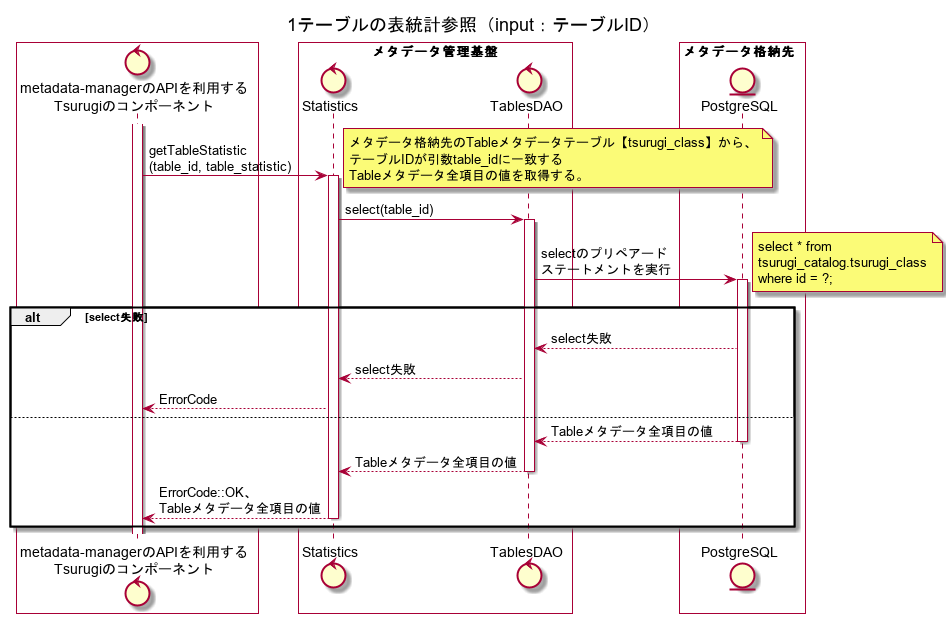 1テーブルの表統計参照（input : テーブルID）
メタデータ管理基盤
メタデータ格納先
metadata-managerのAPIを利用する
Tsurugiのコンポーネント
Statistics
TablesDAO
PostgreSQL
getTableStatistic
(table_id, table_statistic)
メタデータ格納先のTableメタデータテーブル【tsurugi_class】から、
テーブルIDが引数table_idに一致する
Tableメタデータ全項目の値を取得する。
select(table_id)
selectのプリペアード
ステートメントを実行
select * from
tsurugi_catalog.tsurugi_class
where id = ?;
alt
[select失敗]
select失敗
select失敗
ErrorCode
Tableメタデータ全項目の値
Tableメタデータ全項目の値
ErrorCode::OK、
Tableメタデータ全項目の値
metadata-managerのAPIを利用する
Tsurugiのコンポーネント
Statistics
TablesDAO
PostgreSQL